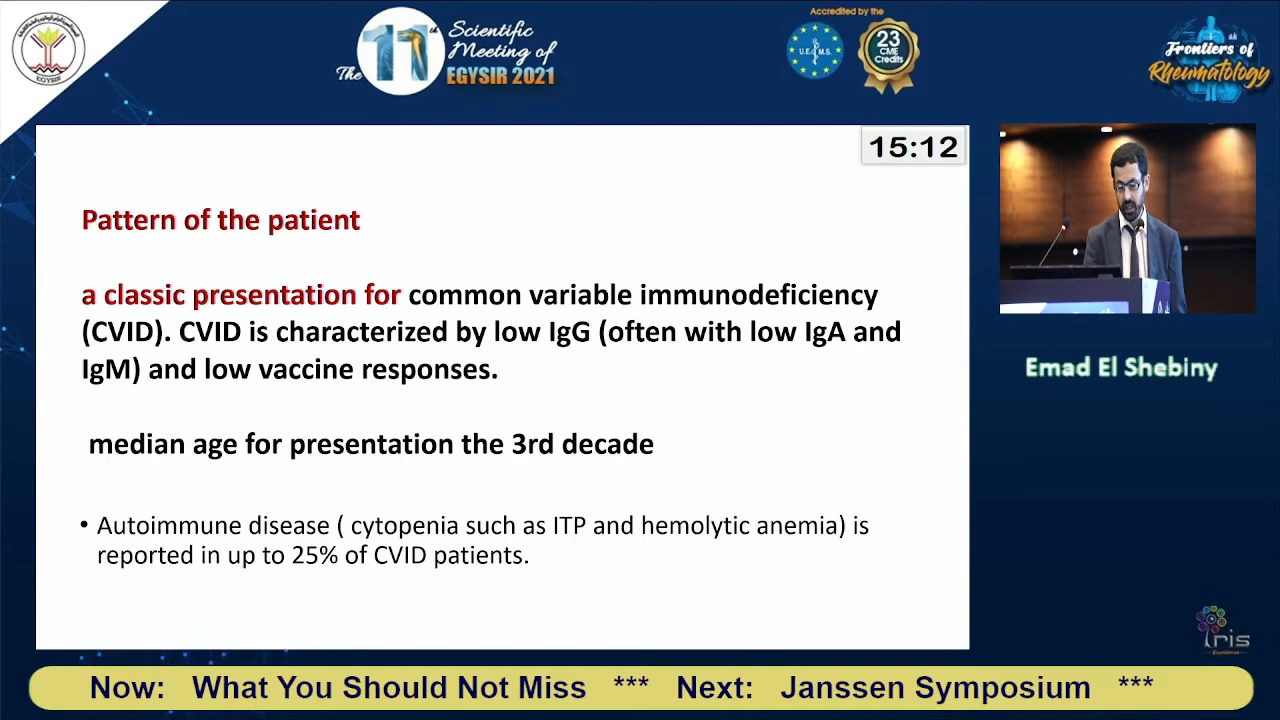 EGYSIR
The 11th
Scientific
Meeting of
EGYSIR 2021
Accredited by the
U.E.M.S.
23
CME
Credits
Frontiers of
Rheumatology
15:12
Pattern of the patient
a classic presentation for common variable immunodeficiency
(CVID). CVID is characterized by low IgG (often with low IgA and
IgM) and low vaccine responses.
median age for presentation the 3rd decade
• Autoimmune disease ( cytopenia such as ITP and hemolytic anemia) is
reported in up to 25% of CVID patients.
Emad El Shebiny
Iris
Now: What You Should Not Miss *** Next: Janssen Symposium ***